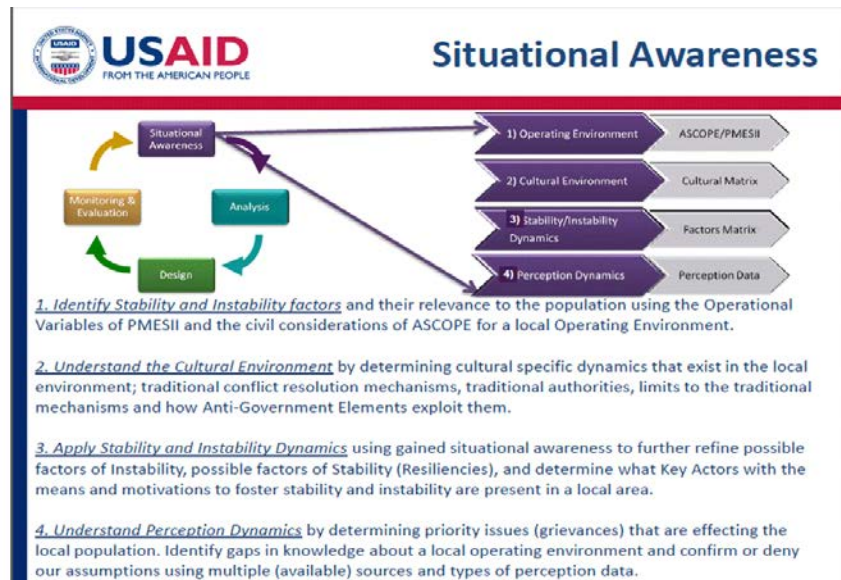 USAID
FROM THE AMERICAN PEOPLE
Situational Awareness
Situational
Awareness
Analysis
Design
Monitoring &
Evaluation
1) Operating Environment
ASCOPE/PMESII
2) Cultural Environment
Cultural Matrix
3) Stability/Instability
Dynamics
Factors Matrix
4) Perception Dynamics
Perception Data
1. Identify Stability and Instability factors and their relevance to the population using the Operational
Variables of PMESII and the civil considerations of ASCOPE for a local Operating Environment.
2. Understand the Cultural Environment by determining cultural specific dynamics that exist in the local
environment; traditional conflict resolution mechanisms, traditional authorities, limits to the traditional
mechanisms and how Anti-Government Elements exploit them.
3. Apply Stability and Instability Dynamics using gained situational awareness to further refine possible
factors of Instability, possible factors of Stability (Resiliencies), and determine what Key Actors with the
means and motivations to foster stability and instability are present in a local area.
4. Understand Perception Dynamics by determining priority issues (grievances) that are effecting the
local population. Identify gaps in knowledge about a local operating environment and confirm or deny
our assumptions using multiple (available) sources and types of perception data.